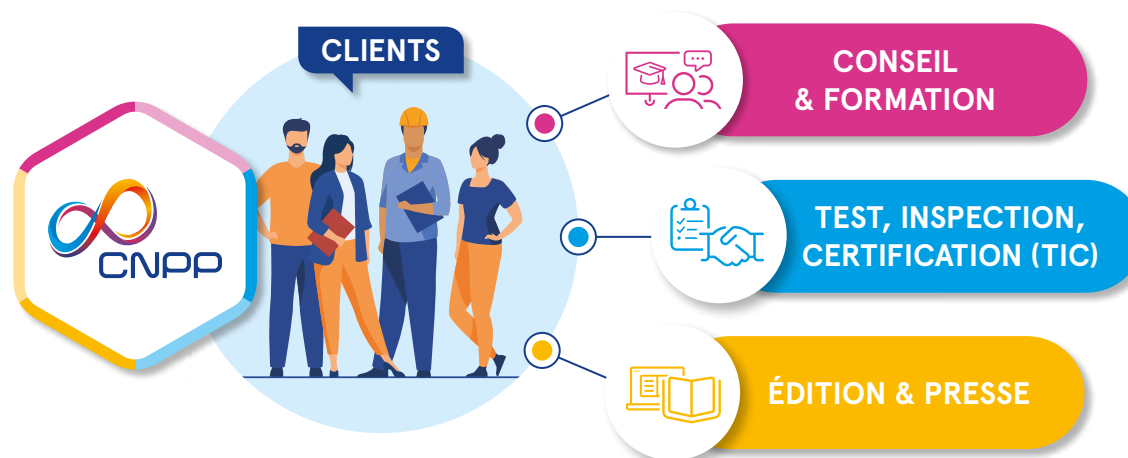 CLIENTS
CNPP
CONSEIL
& FORMATION
TEST, INSPECTION,
CERTIFICATION (TIC)
ÉDITION & PRESSE